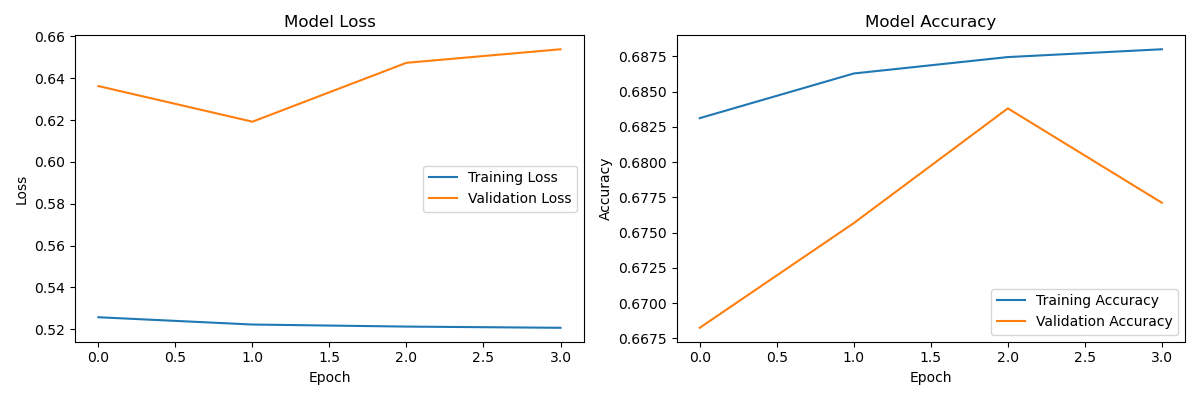 Model Loss
0.66
0.64
0.62
0.60
0.58
0.56
0.54
0.52
Loss
Training Loss
Validation Loss
0.0 0.5 1.0 1.5 2.0 2.5 3.0
Epoch
Model Accuracy
0.6875
0.6850
0.6825
0.6800
0.6775
0.6750
0.6725
0.6700
0.6675
Accuracy
Training Accuracy
Validation Accuracy
0.0 0.5 1.0 1.5 2.0 2.5 3.0
Epoch